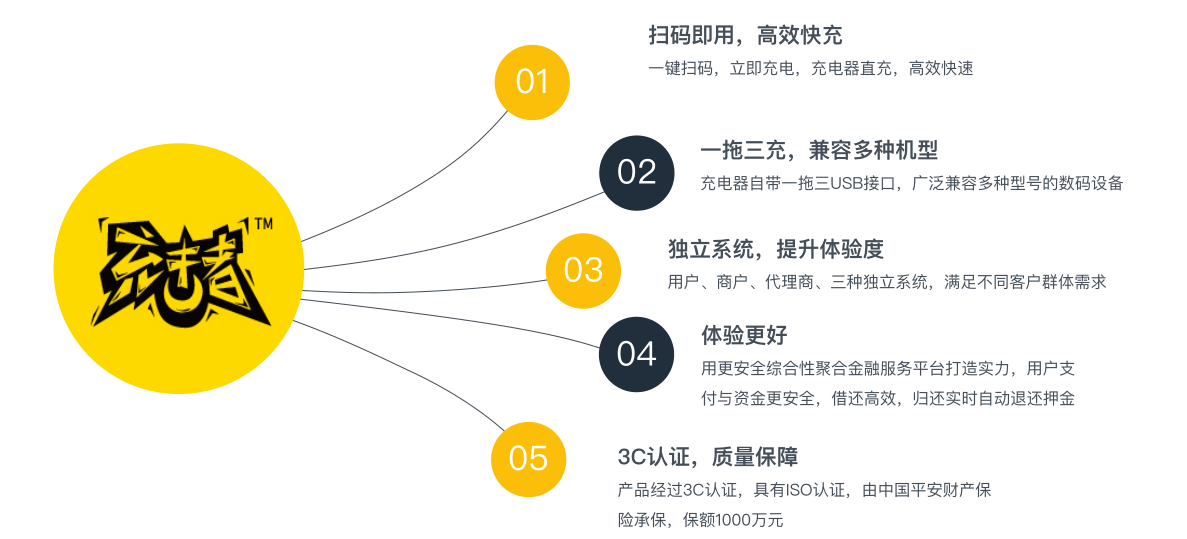 01
扫码即用，高效快充
一键扫码，立即充电，充电器直充，高效快速
02
一拖三充，兼容多种机型
充电器自带一拖三USB接口，广泛兼容多种型号的数码设备
TM
03
独立系统，提升体验度
用户、商户、代理商、三种独立系统，满足不同客户群体需求
04
体验更好
用更安全综合性聚合金融服务平台打造实力，用户支
付与资金更安全，借还高效，归还实时自动退还押金
05
3C认证，质量保障
产品经过3C认证，具有ISO认证，由中国平安财产保
险承保，保额1000万元